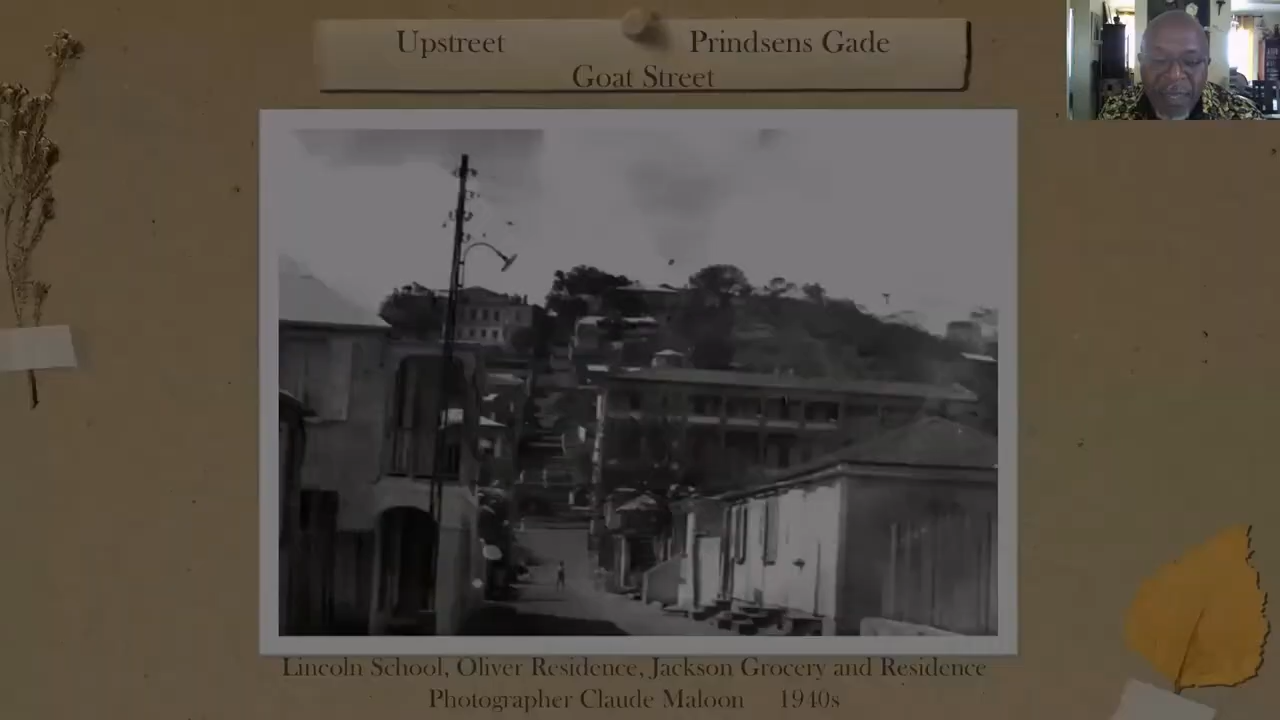 Upstreet Prindsens Gade
Goat Street
Lincoln School, Oliver Residence, Jackson Grocery and Residence
Photographer Claude Maloon 1940s